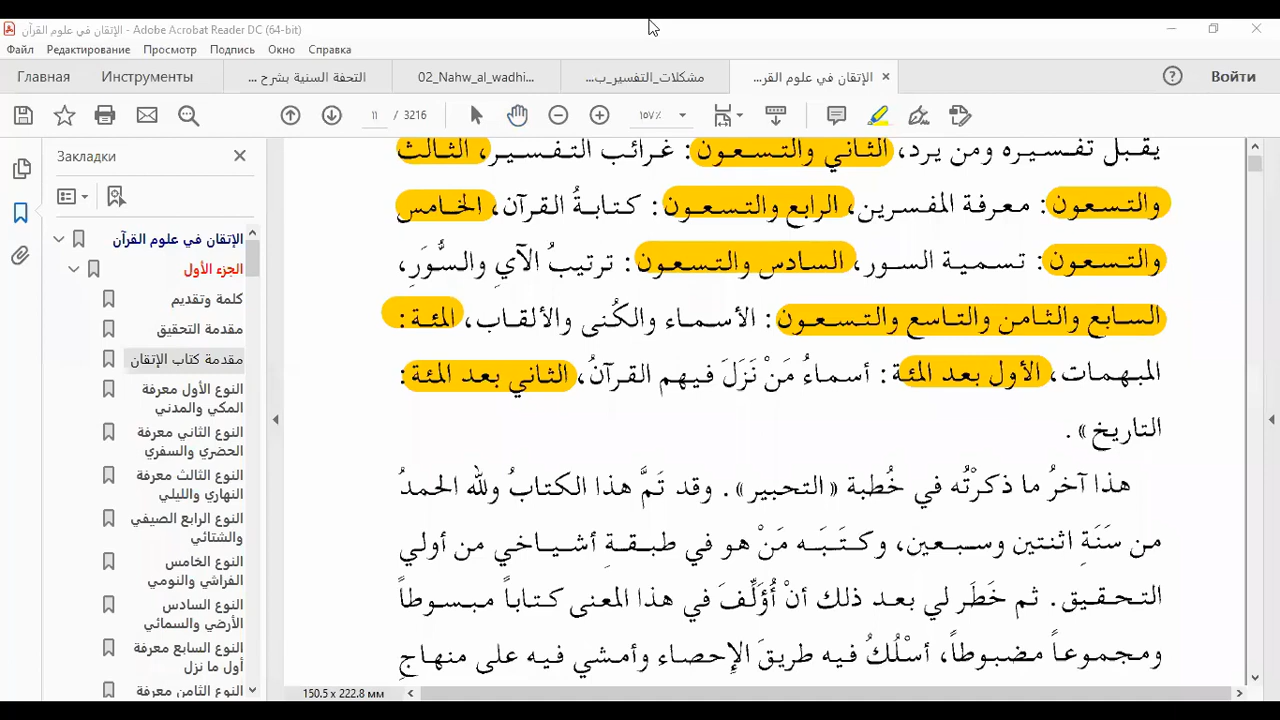 الإتقان في علوم القرآن - Adobe Acrobat Reader DC (64-bit)
Файл Редактирование Просмотр Подпись Окно Справка
Главная Инструменты التحفة السنية بشرح ... 02_Nahw_al_wadhi... مشكلات_التفسير_ب... الإتقان في علوم القر... Войти
١١ / 3216 ١٥٧٪
Закладки
الإتقان في علوم القرآن
الجزء الأول
كلمة وتقديم
مقدمة التحقيق
مقدمة كتاب الإتقان
النوع الأول معرفة
المكي والمدني
النوع الثاني معرفة
الحضري والسفري
النوع الثالث معرفة
النهاري والليلي
النوع الرابع الصيفي
والشتائي
النوع الخامس
الفراشي والنومي
النوع السادس
الأرضي والسمائي
النوع السابع معرفة
أول ما نزل
النوع الثامن معرفة
يقبل تفسيره ومن يرد، الثاني والتسعون: غرائب التفسير، الثالث
والتسعون: معرفة المفسرين، الرابع والتسعون: كتابةُ القرآن، الخامس
والتسعون: تسمية السور، السادس والتسعون: ترتيبُ الآيِ والسُّوَرِ،
السابع والثامن والتاسع والتسعون: الأسماء والكُنى والألقاب، المئة:
المبهمات، الأول بعد المئة: أسماءُ مَنْ نَزَلَ فيهم القرآنُ، الثاني بعد المئة:
التاريخ».
هذا آخرُ ما ذكرْتُه في خُطبة «التحبير». وقد تَمَّ هذا الكتابُ ولله الحمدُ
من سَنَةِ اثنتين وسبعين، وكَتَبَه مَنْ هو في طبقةِ أشياخي من أولي
التحقيق. ثم خَطَر لي بعد ذلك أنْ أُؤَلِّفَ في هذا المعنى كتاباً مبسوطاً
ومجموعاً مضبوطاً، أسْلُكُ فيه طريقَ الإحصاء وأمشي فيه على منهاجِ
150.5 x 222.8 мм